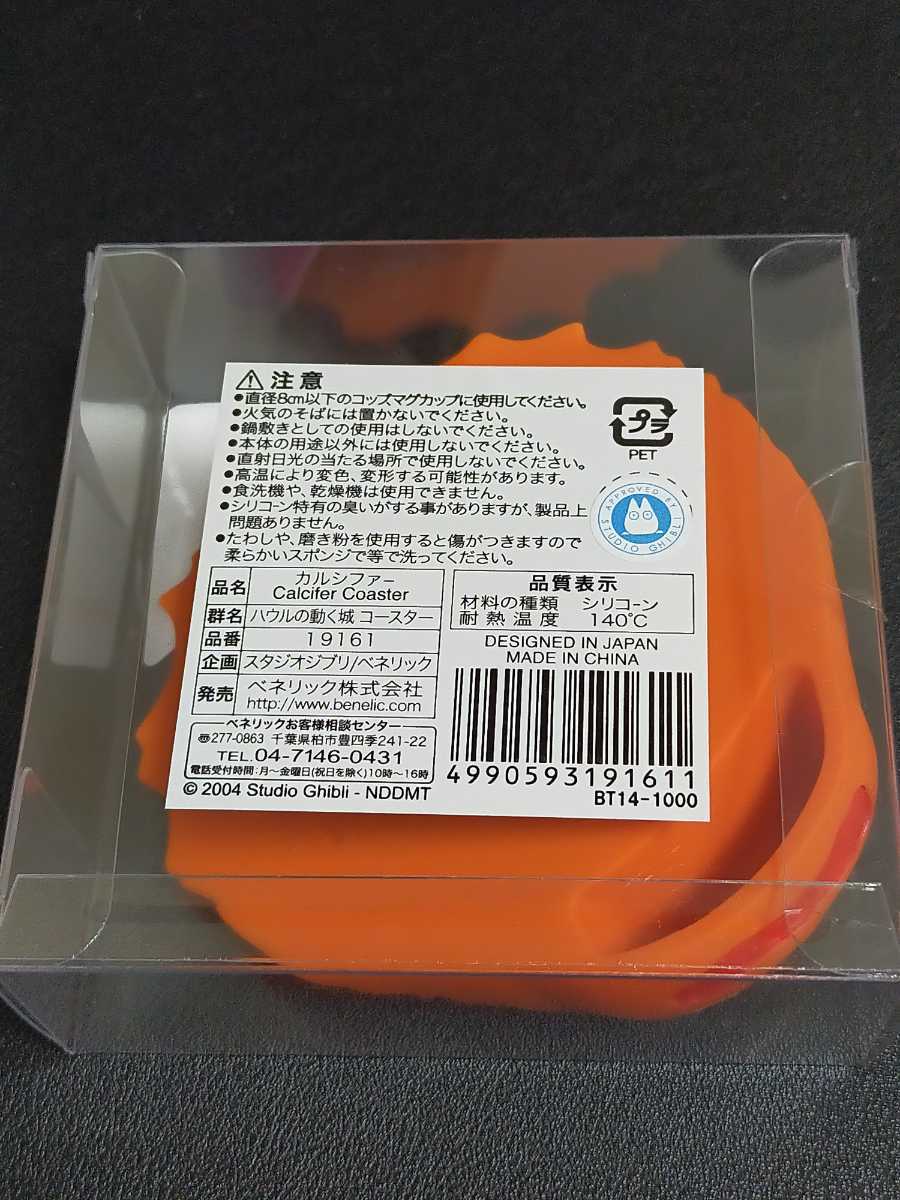 注意
●直径8cm以下のコップマグカップに使用してください。
●火気のそばには置かないでください。
●鍋敷きとしての使用はしないでください。
●本体の用途以外には使用しないでください。
●直射日光の当たる場所で使用しないでください。
●高温により変色、変形する可能性があります。
●食洗機や、乾燥機は使用できません。
●シリコーン特有の臭いがする事がありますが、製品上
問題ありません。
●たわしや、磨き粉を使用すると傷がつきますので
柔らかいスポンジで等で洗ってください。
プラ
PET
APPROVED BY
STUDIO GHIBLI
品名 カルシファー
Calcifer Coaster
群名 ハウルの動く城 コースター
品番 19161
企画 スタジオジブリ/ベネリック
発売 ベネリック株式会社
http://www.benelic.com
ベネリックお客様相談センター
〠277-0863 千葉県柏市豊四季241-22
TEL.04-7146-0431
電話受付時間:月～金曜日(祝日を除く)10時～16時
© 2004 Studio Ghibli - NDDMT
品質表示
材料の種類 シリコーン
耐熱温度 140℃
DESIGNED IN JAPAN
MADE IN CHINA
4990593191611
BT14-1000